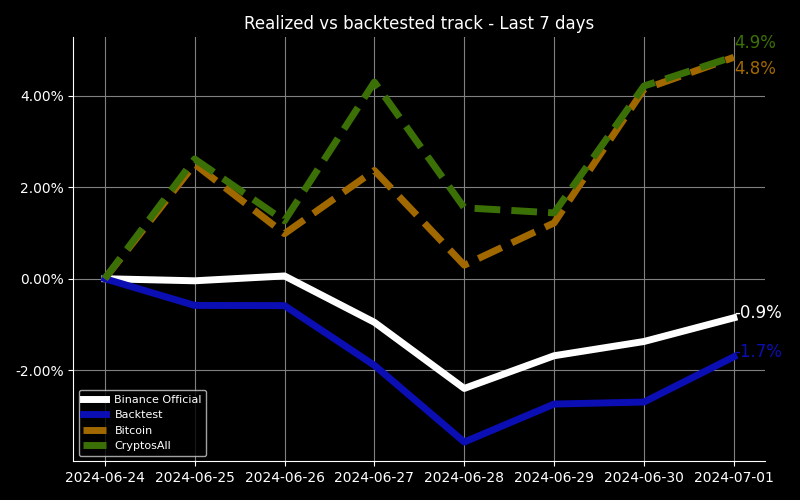 Realized vs backtested track - Last 7 days
4.9%
4.8%
4.00%
2.00%
0.00%
-0.9%
-1.7%
-2.00%
Binance Official
Backtest
Bitcoin
CryptosAll
2024-06-24 2024-06-25 2024-06-26 2024-06-27 2024-06-28 2024-06-29 2024-06-30 2024-07-01